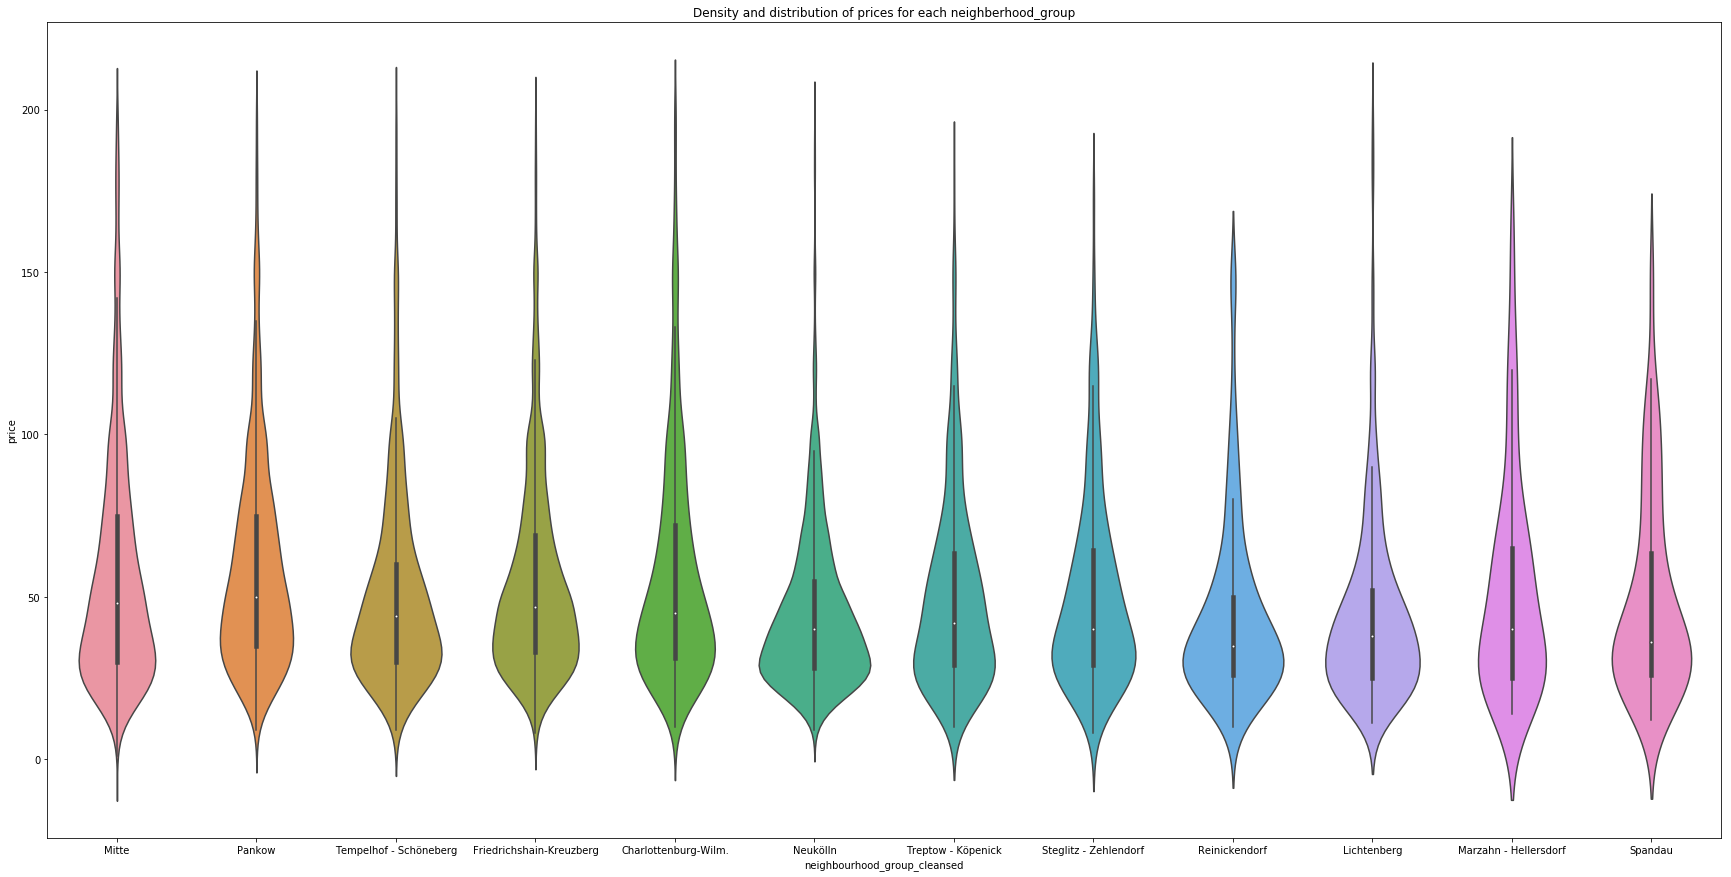 Density and distribution of prices for each neighberhood_group
200
150
100
50
0
price
Mitte
Pankow
Tempelhof - Schöneberg
Friedrichshain-Kreuzberg
Charlottenburg-Wilm.
Neukölln
Treptow - Köpenick
Steglitz - Zehlendorf
Reinickendorf
Lichtenberg
Marzahn - Hellersdorf
Spandau
neighbourhood_group_cleansed